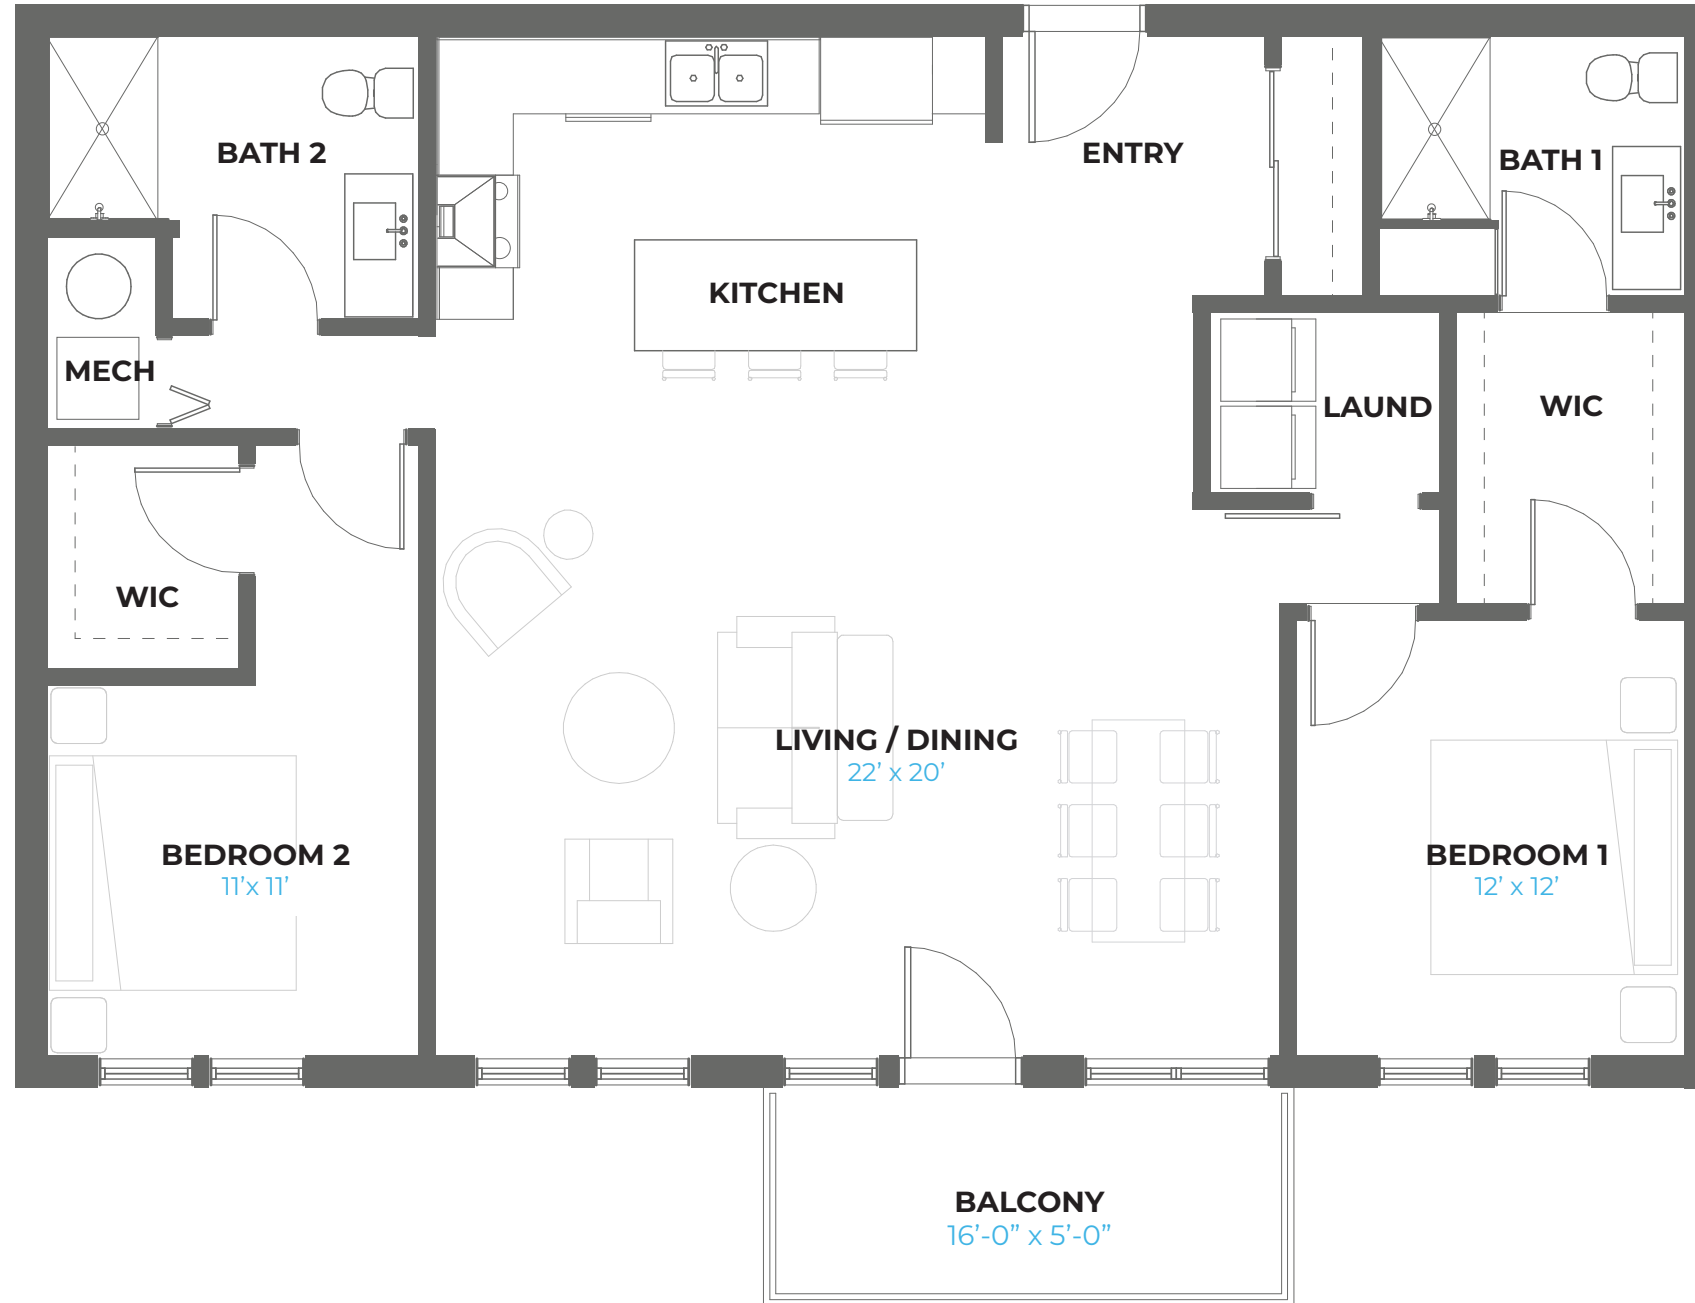 BATH 2
ENTRY
BATH 1
KITCHEN
MECH
LAUND
WIC
WIC
LIVING / DINING
22’ x 20’
BEDROOM 2
11’x 11’
BEDROOM 1
12’ x 12’
BALCONY
16’-0” x 5’-0”